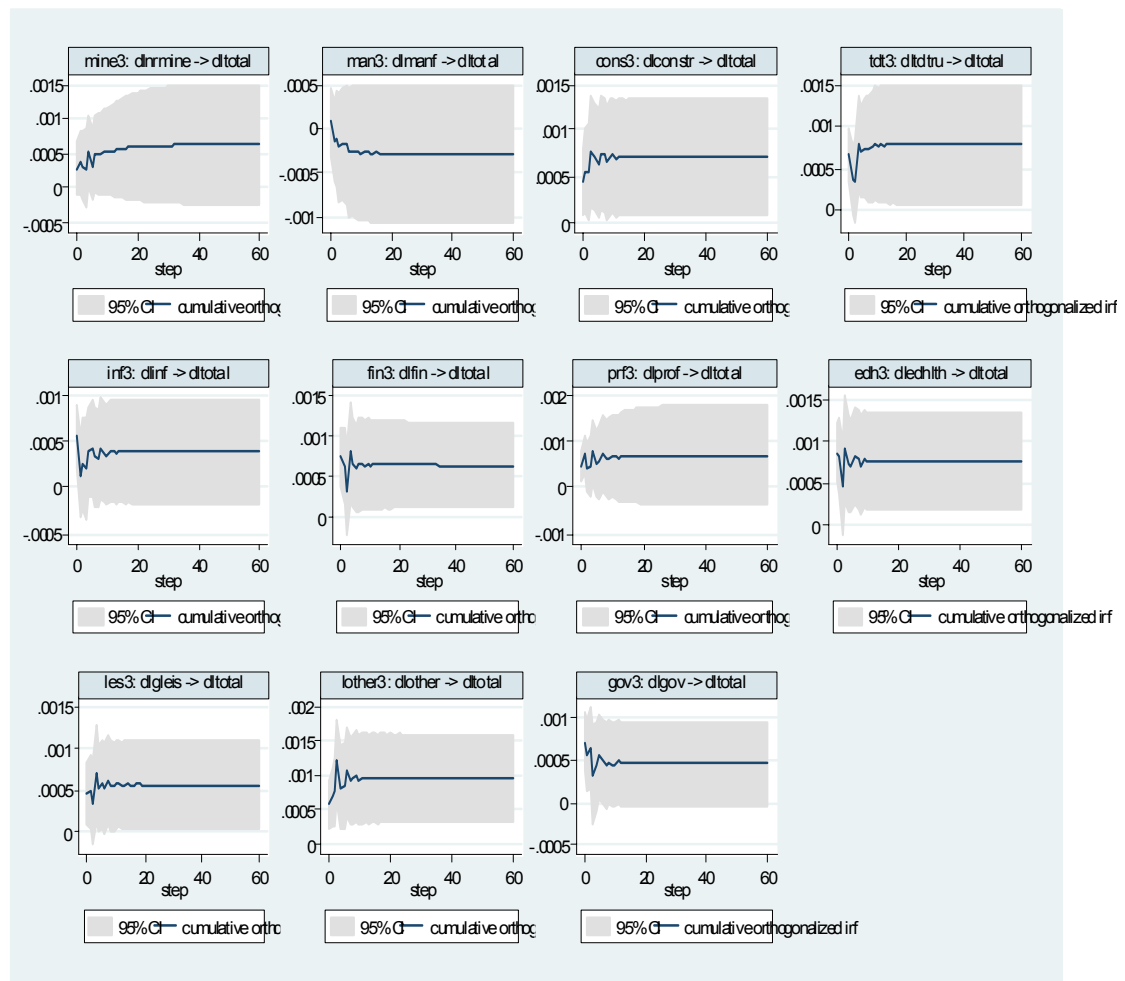 mine3: dlnrmine -> dltotal
.0015
.001
.0005
0
-.0005
0 20 40 60
step
95% CI cumulative orthog
man3: dlmanf -> dltotal
.0005
0
-.0005
-.001
0 20 40 60
step
95% CI cumulative orthog
cons3: dlconstr -> dltotal
.0015
.001
.0005
0
0 20 40 60
step
95% CI cumulative orthog
tdt3: dltdtru -> dltotal
.0015
.001
.0005
0
0 20 40 60
step
95% CI cumulative orthogonalized irf
inf3: dlinf -> dltotal
.001
.0005
0
-.0005
0 20 40 60
step
95% CI cumulative orthog
fin3: dlfin -> dltotal
.0015
.001
.0005
0
0 20 40 60
step
95% CI cumulative ortho
prf3: dlprof -> dltotal
.002
.001
0
-.001
0 20 40 60
step
95% CI cumulative orthog
edh3: dledhlth -> dltotal
.0015
.001
.0005
0
0 20 40 60
step
95% CI cumulative orthogonalized irf
les3: dlgleis -> dltotal
.0015
.001
.0005
0
0 20 40 60
step
95% CI cumulative ortho
lother3: dlother -> dltotal
.002
.0015
.001
.0005
0
0 20 40 60
step
95% CI cumulative orthog
gov3: dlgov -> dltotal
.001
.0005
0
-.0005
0 20 40 60
step
95% CI cumulative orthogonalized irf